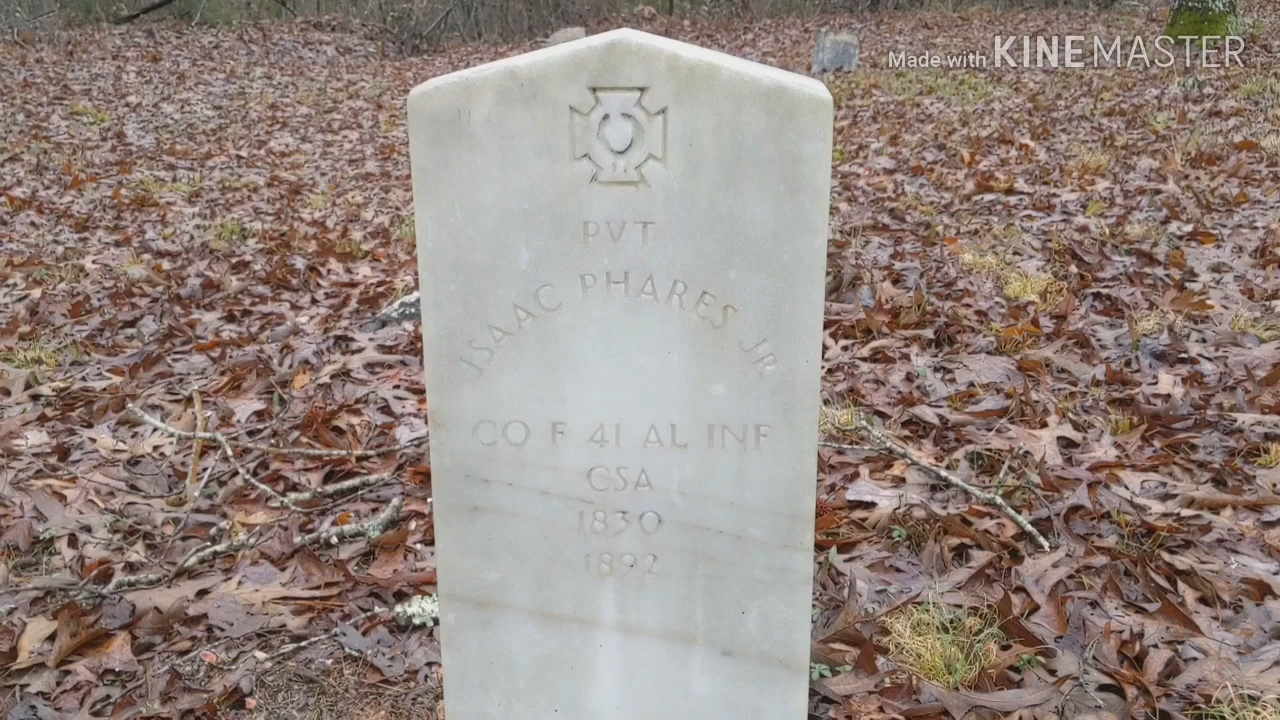 Made with KINEMASTER
PVT
ISAAC PHARES JR
CO F 41 AL INF
CSA
1830
1892